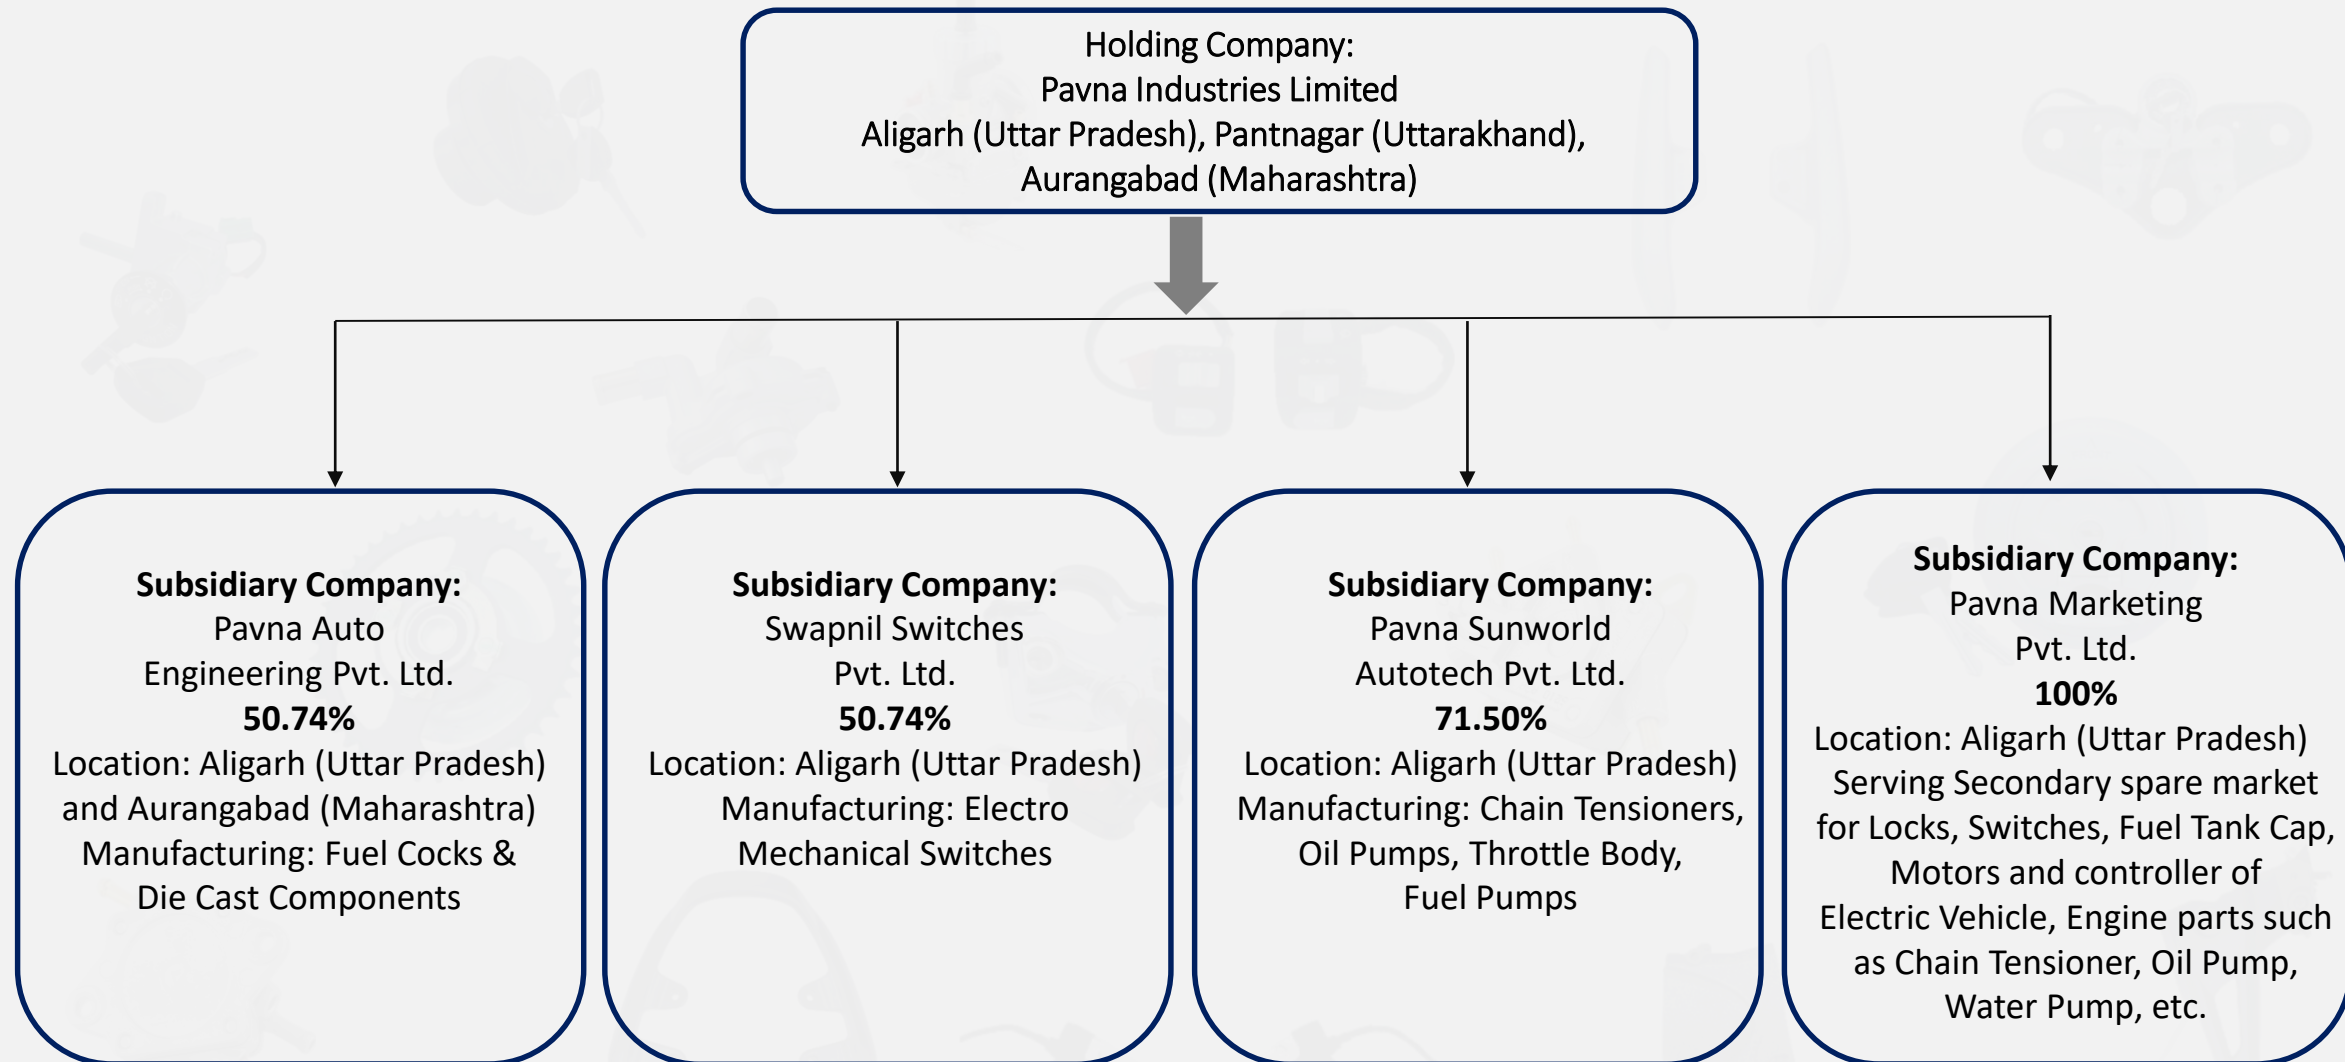 Holding Company:
Pavna Industries Limited
Aligarh (Uttar Pradesh), Pantnagar (Uttarakhand),
Aurangabad (Maharashtra)
Subsidiary Company:
Pavna Auto
Engineering Pvt. Ltd.
50.74%
Location: Aligarh (Uttar Pradesh)
and Aurangabad (Maharashtra)
Manufacturing: Fuel Cocks &
Die Cast Components
Subsidiary Company:
Swapnil Switches
Pvt. Ltd.
50.74%
Location: Aligarh (Uttar Pradesh)
Manufacturing: Electro
Mechanical Switches
Subsidiary Company:
Pavna Sunworld
Autotech Pvt. Ltd.
71.50%
Location: Aligarh (Uttar Pradesh)
Manufacturing: Chain Tensioners,
Oil Pumps, Throttle Body,
Fuel Pumps
Subsidiary Company:
Pavna Marketing
Pvt. Ltd.
100%
Location: Aligarh (Uttar Pradesh)
Serving Secondary spare market
for Locks, Switches, Fuel Tank Cap,
Motors and controller of
Electric Vehicle, Engine parts such
as Chain Tensioner, Oil Pump,
Water Pump, etc.